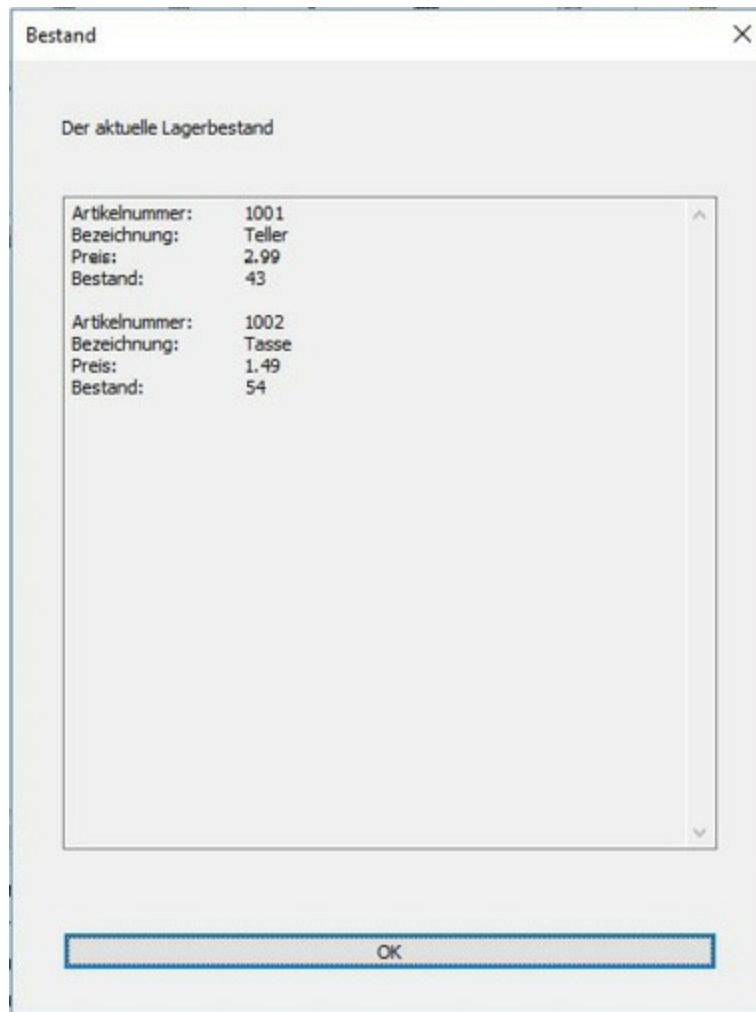 Bestand
Der aktuelle Lagerbestand
Artikelnummer: 1001
Bezeichnung: Teller
Preis: 2.99
Bestand: 43
Artikelnummer: 1002
Bezeichnung: Tasse
Preis: 1.49
Bestand: 54
OK